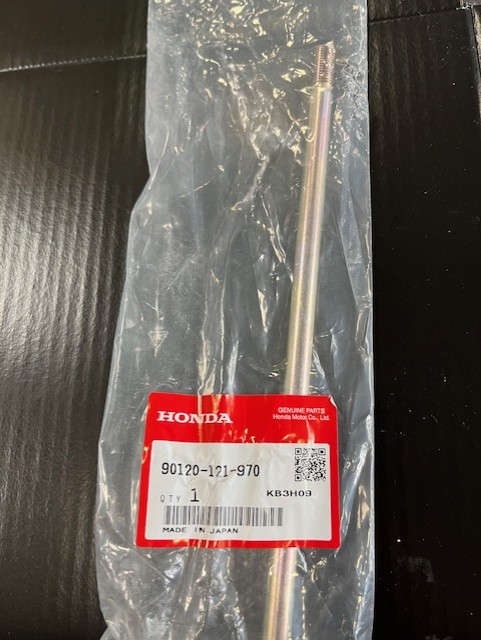 HONDA
GENUINE PARTS
Honda Motor Co., Ltd.
90120-121-970
QTY 1
KB3H09
MADE IN JAPAN